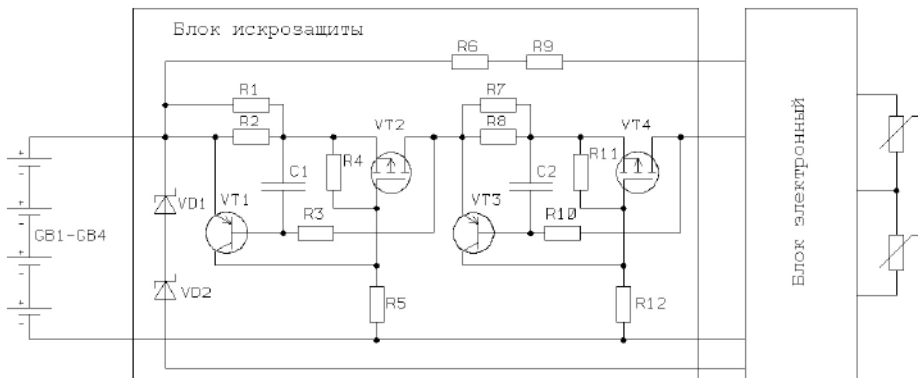 Блок искрозащиты
R6
R9
R1
R7
R2
VT2
R8
VT4
R4
R11
C1
C2
VD1
VT1
R3
VT3
R10
GB1-GB4
VD2
R5
R12
Блок электронный
+
-
+
-
+
-
+
-